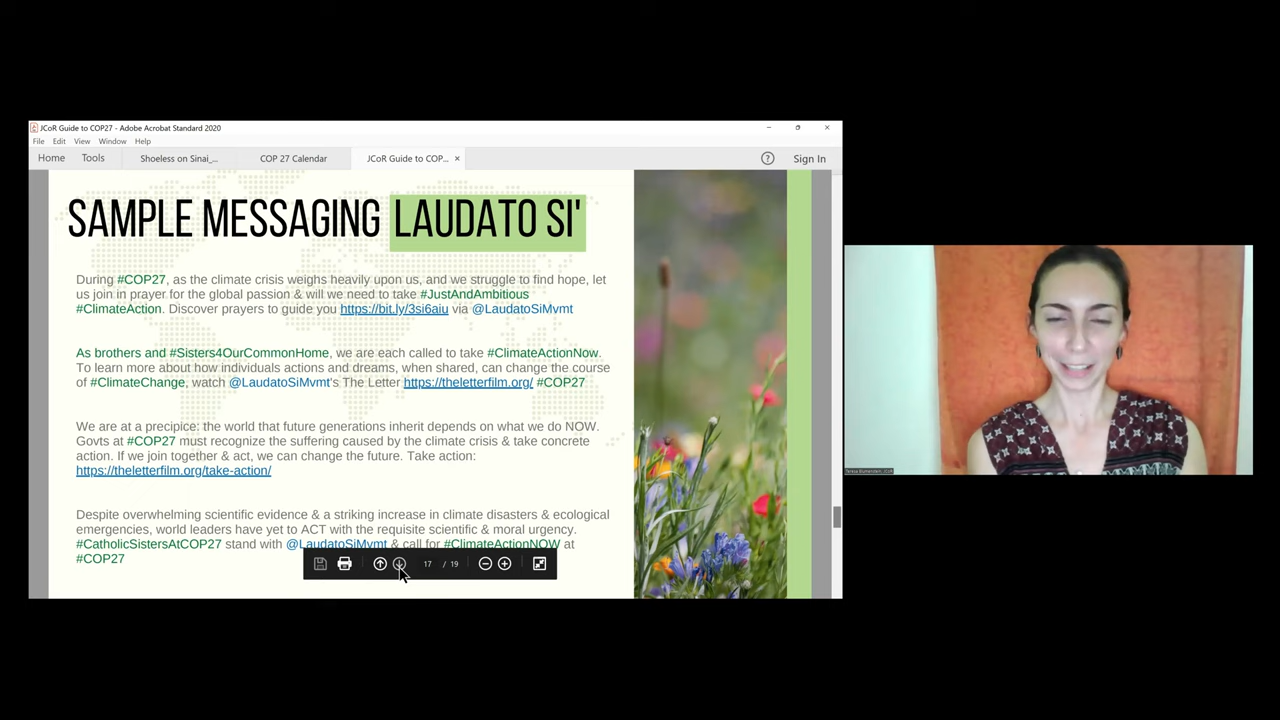 JCoR Guide to COP27 - Adobe Acrobat Standard 2020
File Edit View Window Help
Home Tools Shoeless on Sinai_... COP 27 Calendar JCoR Guide to COP... × ? Sign In
SAMPLE MESSAGING LAUDATO SI'
During #COP27, as the climate crisis weighs heavily upon us, and we struggle to find hope, let
us join in prayer for the global passion & will we need to take #JustAndAmbitious
#ClimateAction. Discover prayers to guide you https://bit.ly/3si6aiu via @LaudatoSiMvmt
As brothers and #Sisters4OurCommonHome, we are each called to take #ClimateActionNow.
To learn more about how individuals actions and dreams, when shared, can change the course
of #ClimateChange, watch @LaudatoSiMvmt's The Letter https://theletterfilm.org/ #COP27
We are at a precipice: the world that future generations inherit depends on what we do NOW.
Govts at #COP27 must recognize the suffering caused by the climate crisis & take concrete
action. If we join together & act, we can change the future. Take action:
https://theletterfilm.org/take-action/
Despite overwhelming scientific evidence & a striking increase in climate disasters & ecological
emergencies, world leaders have yet to ACT with the requisite scientific & moral urgency.
#CatholicSistersAtCOP27 stand with @LaudatoSiMvmt & call for #ClimateActionNOW at
#COP27
17 / 19